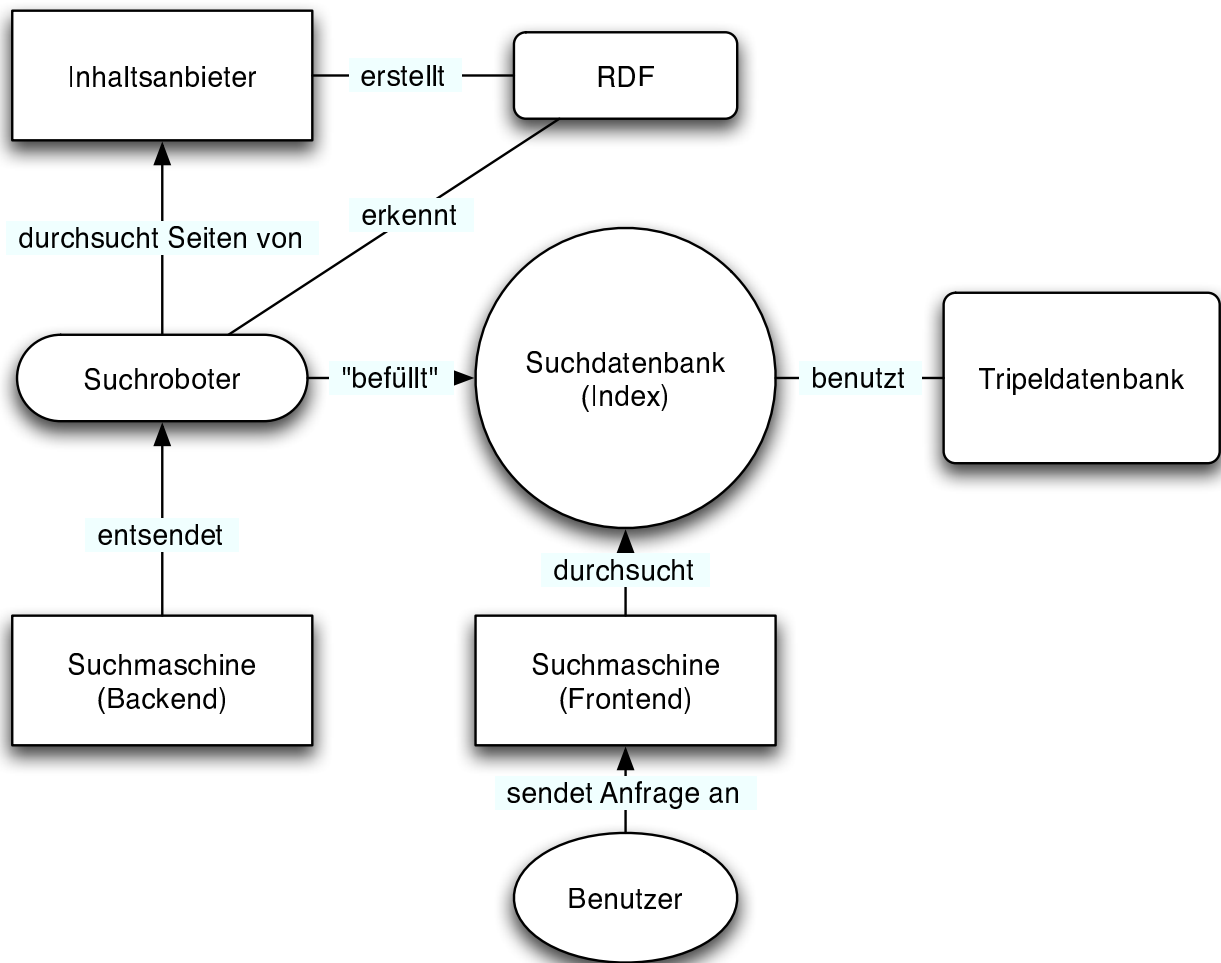 Inhaltsanbieter
erstellt
RDF
erkennt
durchsucht Seiten von
Suchroboter
"befüllt"
Suchdatenbank
(Index)
benutzt
Tripeldatenbank
entsendet
durchsucht
Suchmaschine
(Backend)
Suchmaschine
(Frontend)
sendet Anfrage an
Benutzer